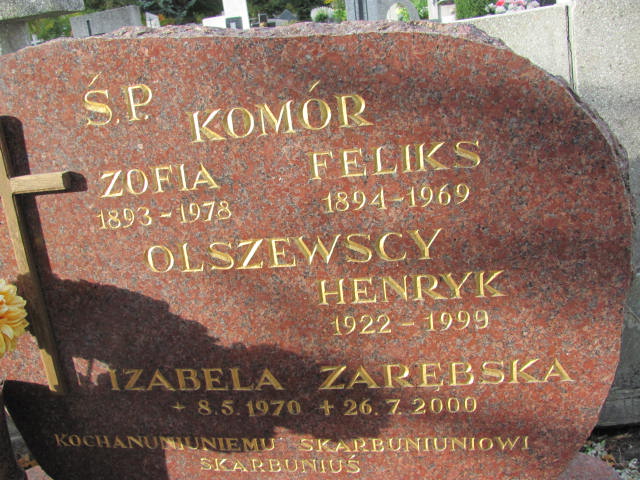 Ś.P. KOMÓR
ZOFIA FELIKS
1893 - 1978 1894 - 1969
OLSZEWSCY
HENRYK
1922 - 1999
IZABELA ZARĘBSKA
+ 8.5.1970 + 26.7.2000
KOCHANUNIUNIEMU SKARBUNIUNIOWI
SKARBUNIUŚ